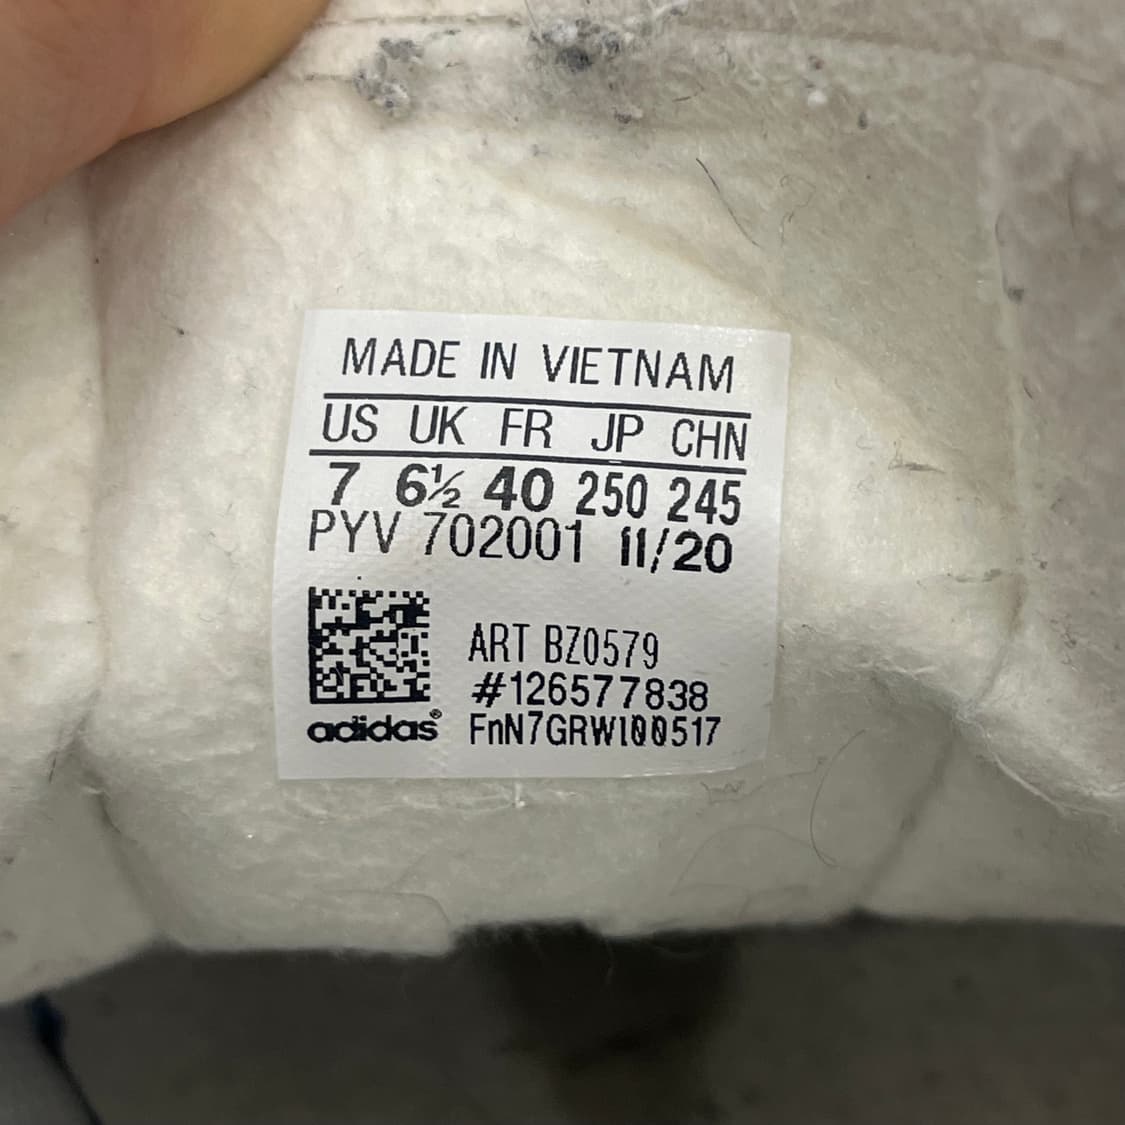 MADE IN VIETNAM
US UK FR JP CHN
7 6½ 40 250 245
PYV 702001 11/20
ART BZ0579
#126577838
adidas® FnN7GRWl00517